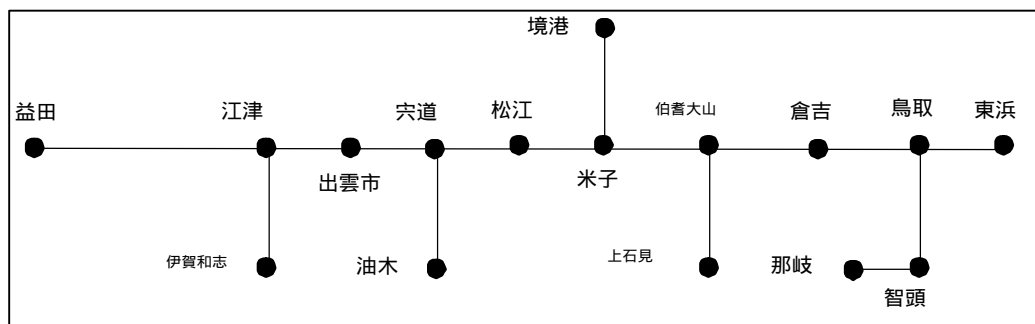 境港
益田
江津
宍道
松江
伯耆大山
倉吉
鳥取
東浜
出雲市
米子
伊賀和志
油木
上石見
那岐
智頭